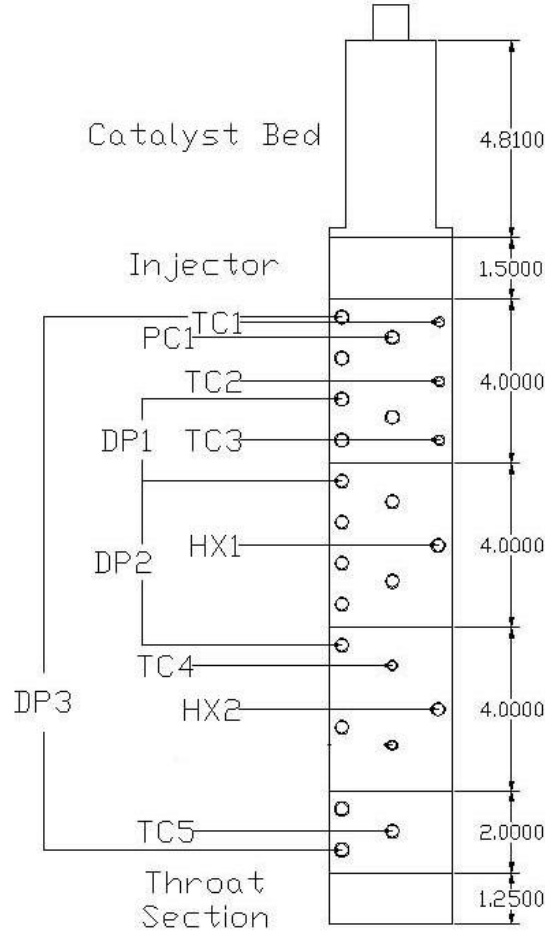 Catalyst Bed
4.8100
Injector
1.5000
TC1
PC1
TC2
4.0000
DP1
TC3
HX1
4.0000
DP2
TC4
DP3
HX2
4.0000
TC5
2.0000
Throat
Section
1.2500